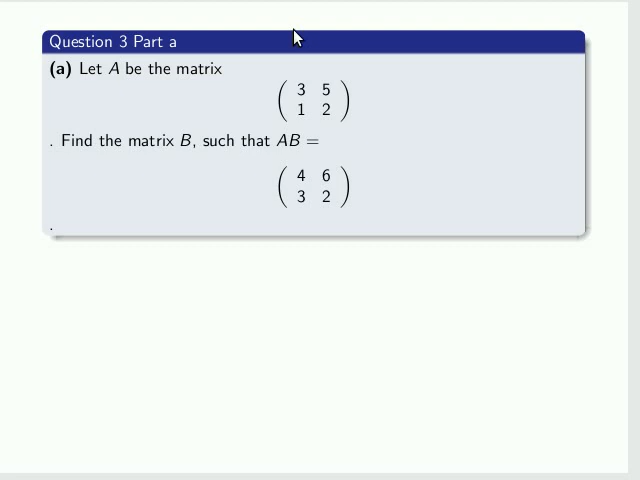 Question 3 Part a
(a) Let A be the matrix
3 5
1 2
. Find the matrix B, such that AB =
4 6
3 2
.